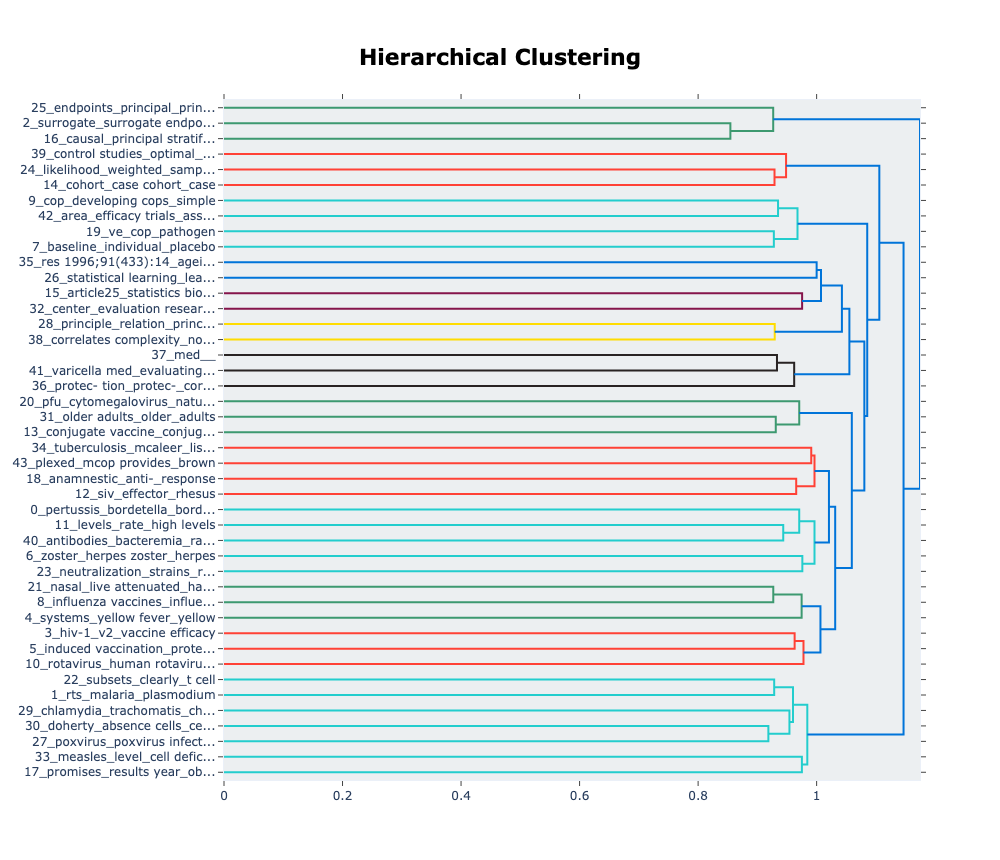 Hierarchical Clustering
25_endpoints_principal_prin...
2_surrogate_surrogate endpo...
16_causal_principal stratif...
39_control studies_optimal_...
24_likelihood_weighted_samp...
14_cohort_case cohort_case
9_cop_developing cops_simple
42_area_efficacy trials_ass...
19_ve_cop_pathogen
7_baseline_individual_placebo
35_res 1996;91(433):14_agei...
26_statistical learning_lea...
15_article25_statistics bio...
32_center_evaluation resear...
28_principle_relation_princ...
38_correlates complexity_no...
37_med__
41_varicella med_evaluating...
36_protec- tion_protec-_cor...
20_pfu_cytomegalovirus_natu...
31_older adults_older_adults
13_conjugate vaccine_conjug...
34_tuberculosis_mcaleer_lis...
43_plexed_mcop provides_brown
18_anamnestic_anti-_response
12_siv_effector_rhesus
0_pertussis_bordetella_bord...
11_levels_rate_high levels
40_antibodies_bacteremia_ra...
6_zoster_herpes zoster_herpes
23_neutralization_strains_r...
21_nasal_live attenuated_ha...
8_influenza vaccines_influe...
4_systems_yellow fever_yellow
3_hiv-1_v2_vaccine efficacy
5_induced vaccination_prote...
10_rotavirus_human rotaviru...
22_subsets_clearly_t cell
1_rts_malaria_plasmodium
29_chlamydia_trachomatis_ch...
30_doherty_absence cells_ce...
27_poxvirus_poxvirus infect...
33_measles_level_cell defic...
17_promises_results year_ob...
0 0.2 0.4 0.6 0.8 1